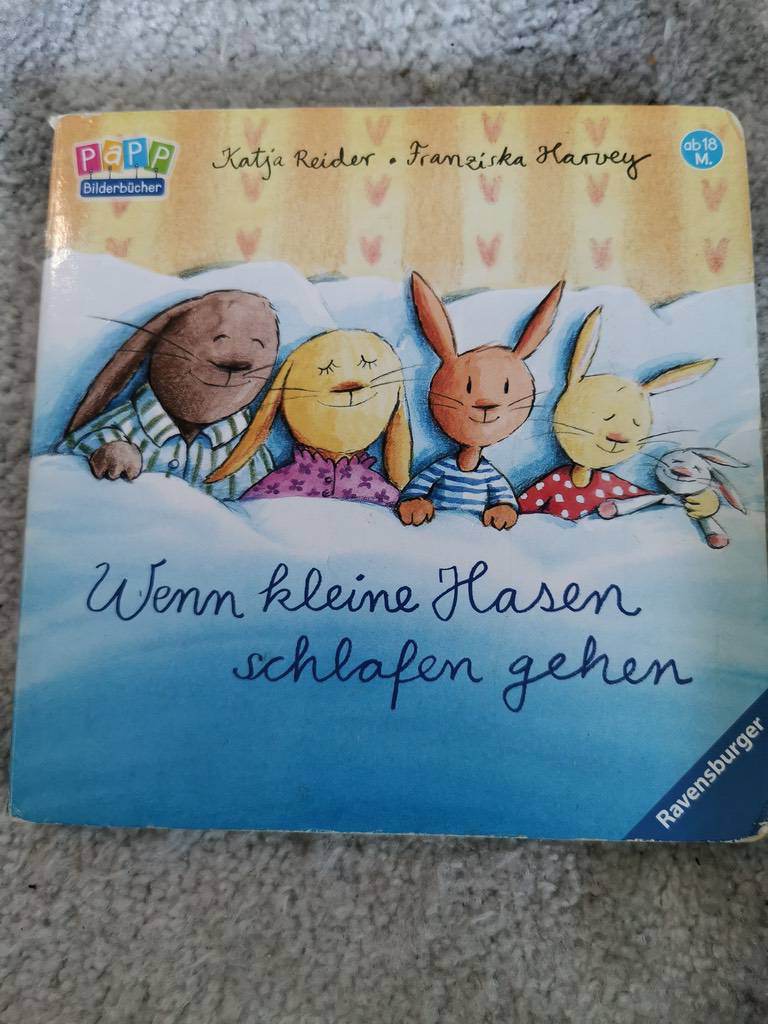 PAPP
Bilderbücher
Katja Reider • Franziska Harvey
ab 18
M.
Wenn kleine Hasen
schlafen gehen
Ravensburger